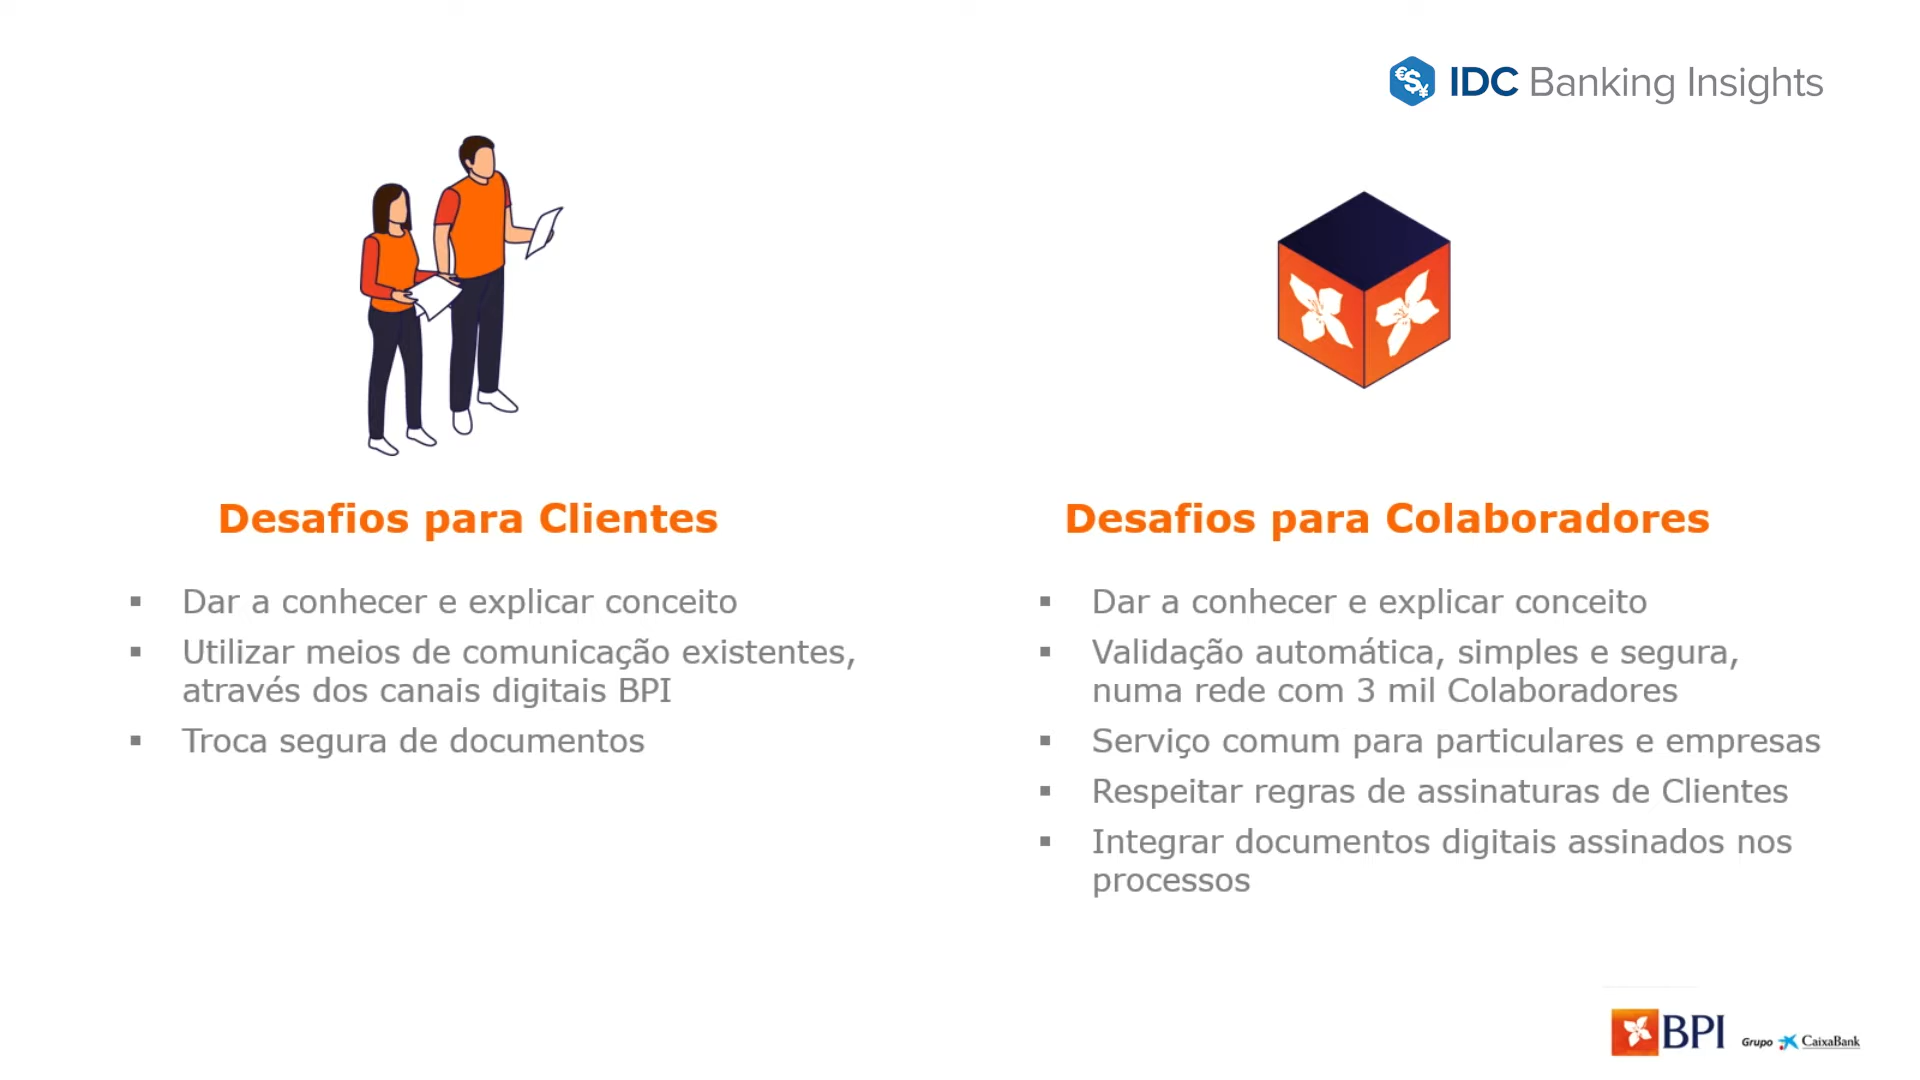 IDC Banking Insights
Desafios para Clientes
▪ Dar a conhecer e explicar conceito
▪ Utilizar meios de comunicação existentes,
através dos canais digitais BPI
▪ Troca segura de documentos
Desafios para Colaboradores
▪ Dar a conhecer e explicar conceito
▪ Validação automática, simples e segura,
numa rede com 3 mil Colaboradores
▪ Serviço comum para particulares e empresas
▪ Respeitar regras de assinaturas de Clientes
▪ Integrar documentos digitais assinados nos
processos
BPI Grupo CaixaBank